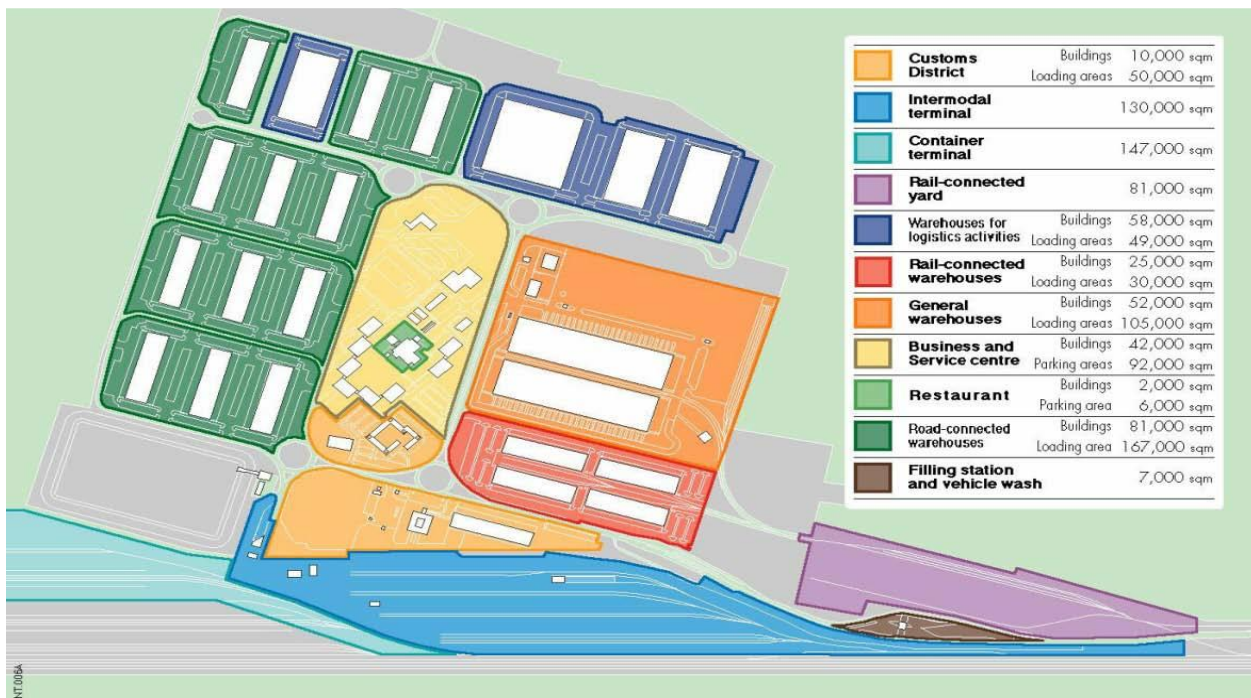 Customs District Buildings 10,000 sqm
Loading areas 50,000 sqm
Intermodal terminal 130,000 sqm
Container terminal 147,000 sqm
Rail-connected yard 81,000 sqm
Warehouses for logistics activities Buildings 58,000 sqm
Loading areas 49,000 sqm
Rail-connected warehouses Buildings 25,000 sqm
Loading areas 30,000 sqm
General warehouses Buildings 52,000 sqm
Loading areas 105,000 sqm
Business and Service centre Buildings 42,000 sqm
Parking areas 92,000 sqm
Restaurant Buildings 2,000 sqm
Parking area 6,000 sqm
Road-connected warehouses Buildings 81,000 sqm
Loading area 167,000 sqm
Filling station and vehicle wash 7,000 sqm